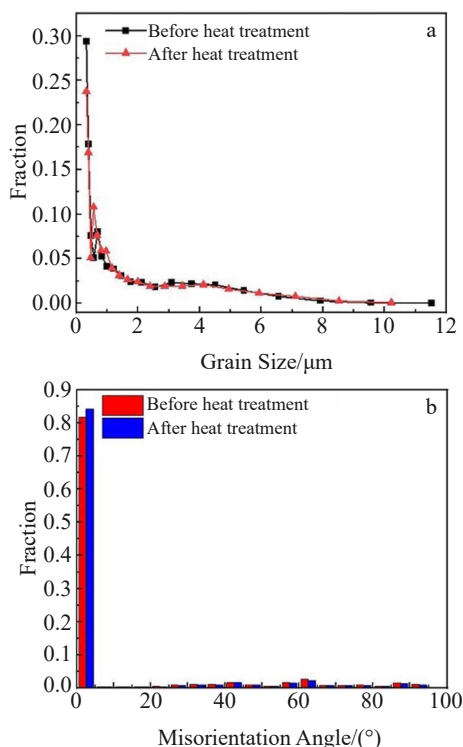 Before heat treatment
After heat treatment
a
0.30
0.25
0.20
0.15
0.10
0.05
0.00
Fraction
0 2 4 6 8 10 12
Grain Size/μm
Before heat treatment
After heat treatment
b
0.9
0.8
0.7
0.6
0.5
0.4
0.3
0.2
0.1
0.0
Fraction
0 20 40 60 80 100
Misorientation Angle/(°)